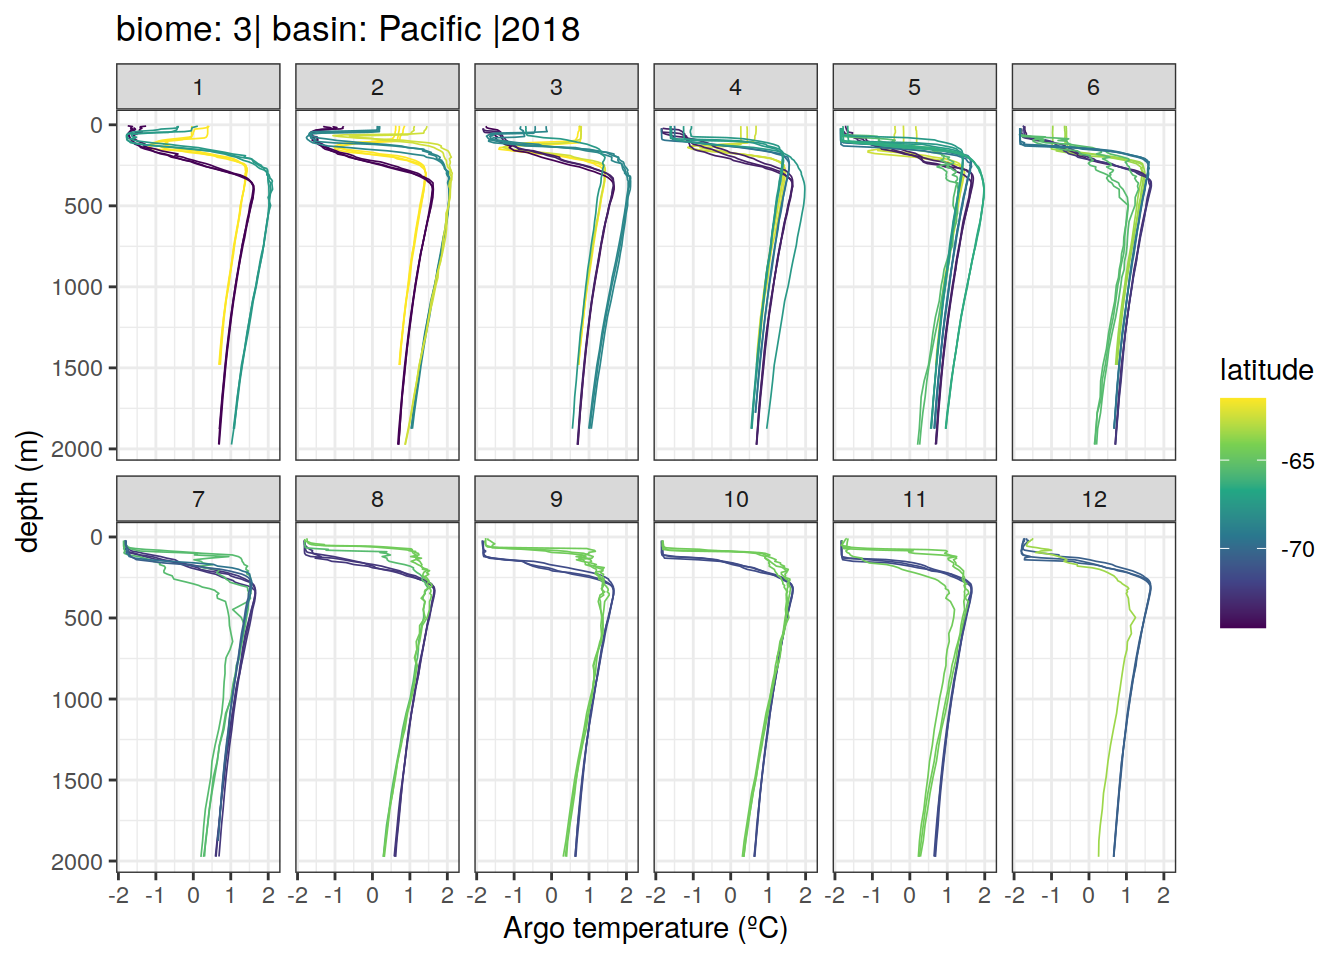 biome: 3| basin: Pacific |2018
1 2 3 4 5 6
0
500
1000
1500
2000
7 8 9 10 11 12
0
500
1000
1500
2000
-2 -1 0 1 2 -2 -1 0 1 2 -2 -1 0 1 2 -2 -1 0 1 2 -2 -1 0 1 2 -2 -1 0 1 2
Argo temperature (ºC)
depth (m)
latitude
-65
-70